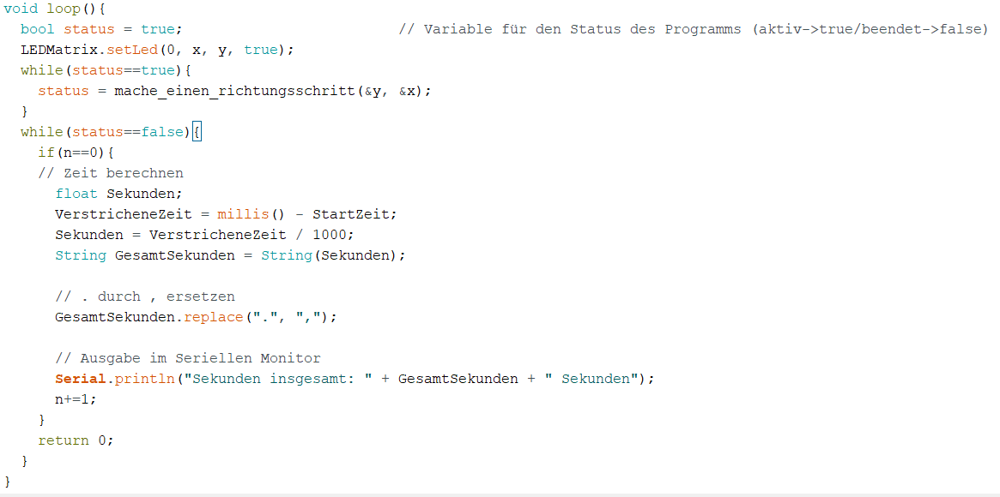 void loop(){
  bool status = true;                         // Variable für den Status des Programms (aktiv->true/beendet->false)
  LEDMatrix.setLed(0, x, y, true);
  while(status==true){
    status = mache_einen_richtungsschritt(&y, &x);
  }
  while(status==false){
    if(n==0){
    // Zeit berechnen
      float Sekunden;
      VerstricheneZeit = millis() - StartZeit;
      Sekunden = VerstricheneZeit / 1000;
      String GesamtSekunden = String(Sekunden);

      // . durch , ersetzen
      GesamtSekunden.replace(".", ",");

      // Ausgabe im Seriellen Monitor
      Serial.println("Sekunden insgesamt: " + GesamtSekunden + " Sekunden");
      n+=1;
    }
    return 0;
  }
}